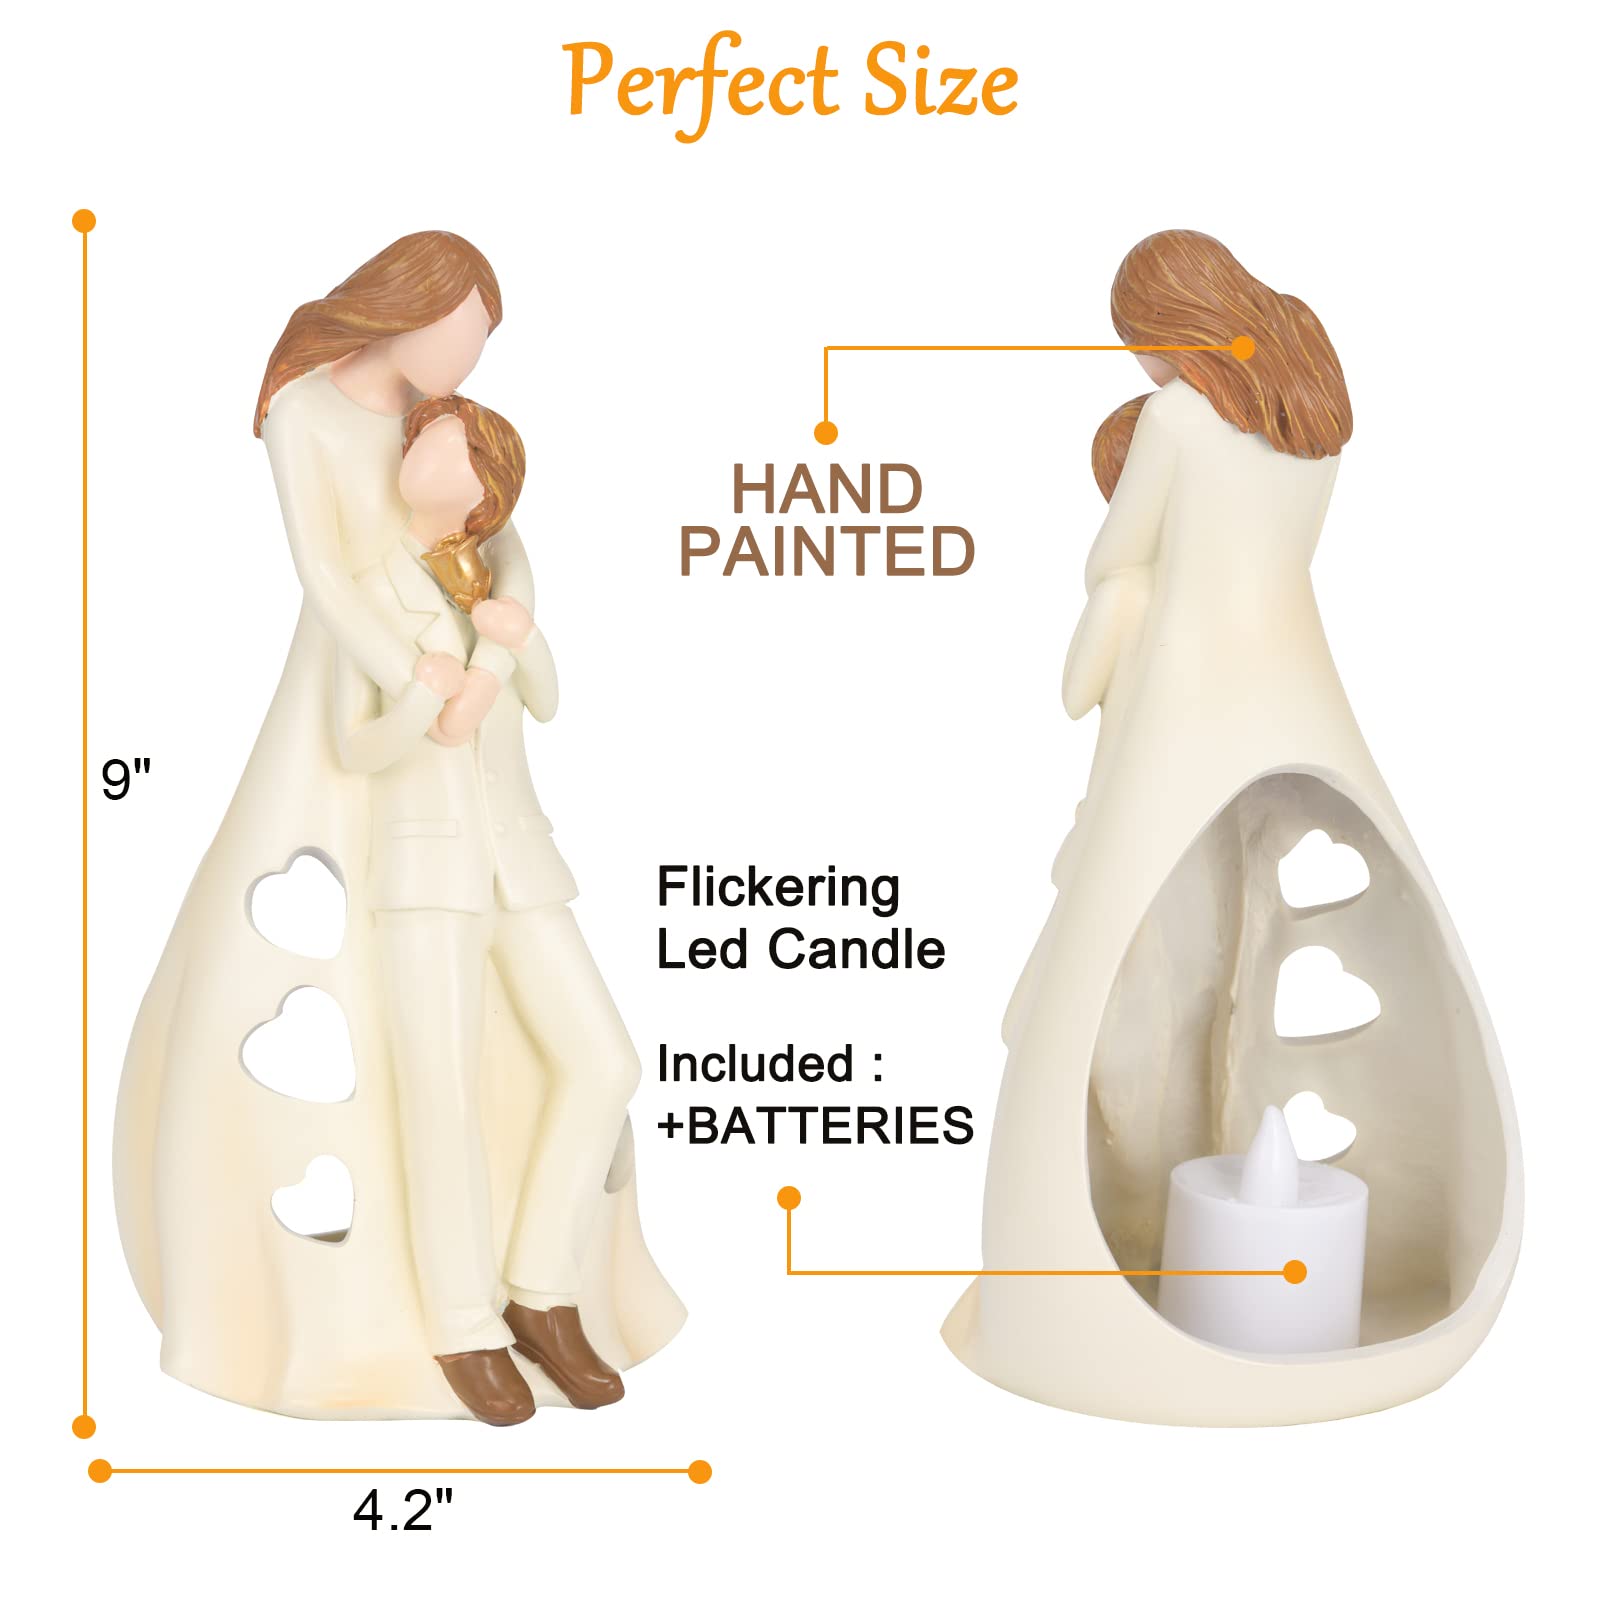 Perfect Size
HAND
PAINTED
9"
Flickering
Led Candle
Included :
+BATTERIES
4.2"